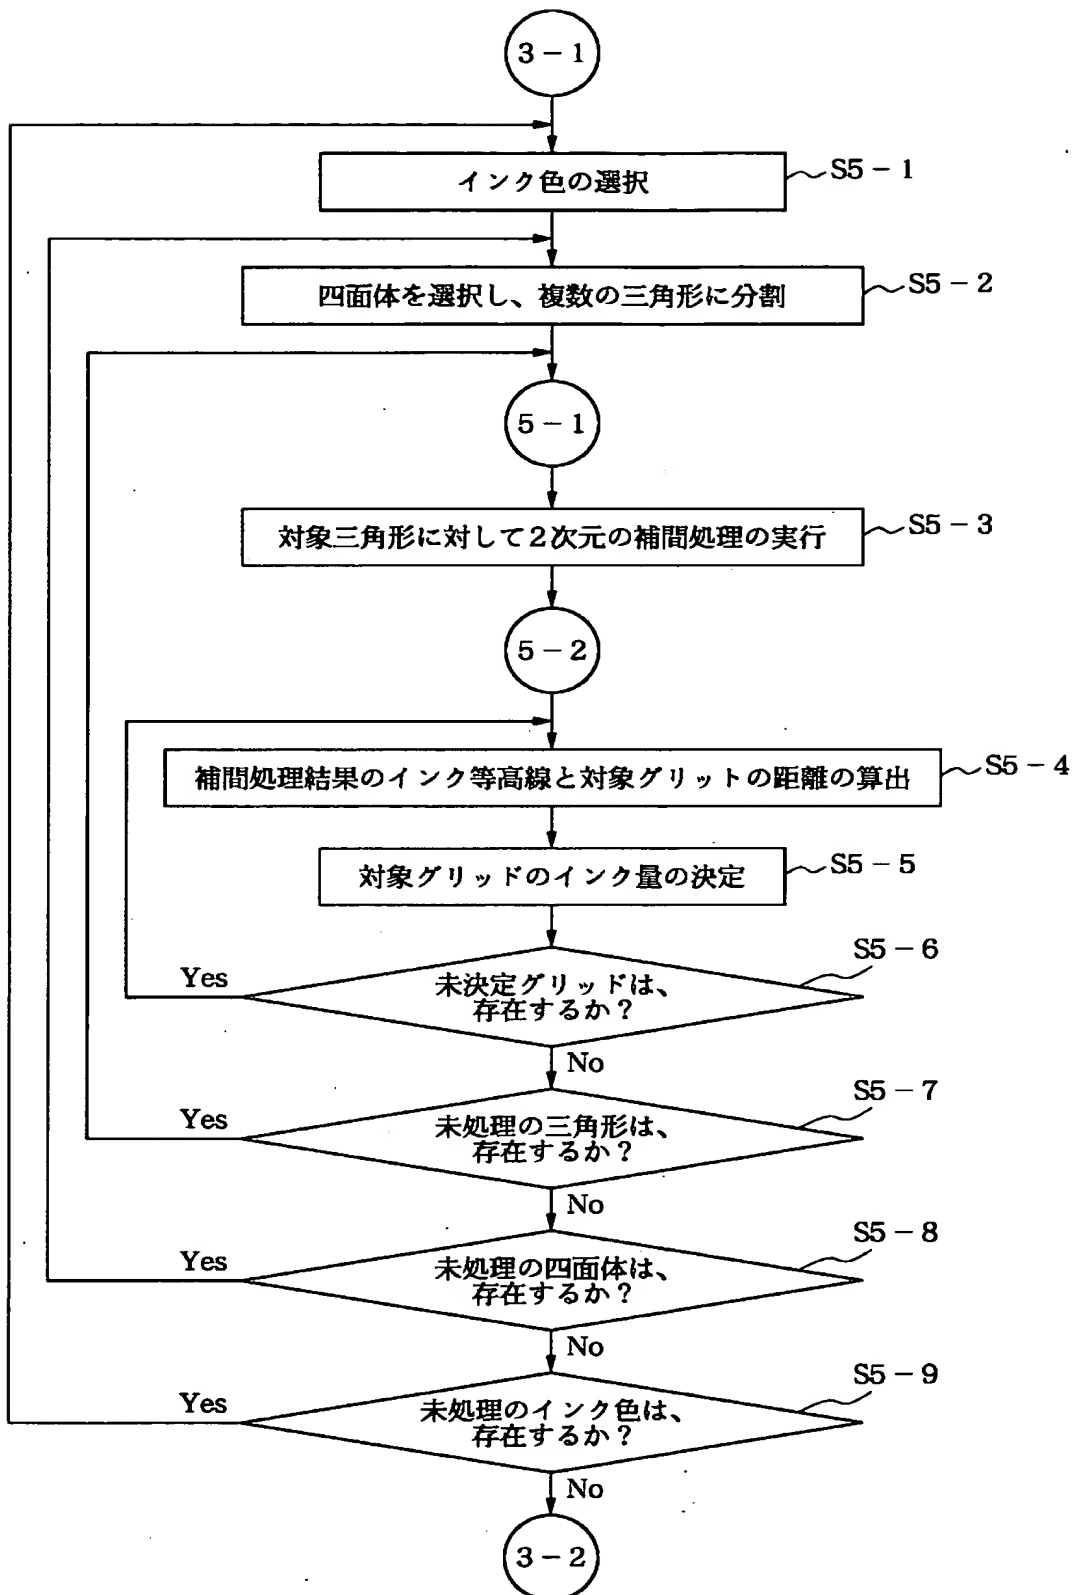 3－1
インク色の選択
S5－1
四面体を選択し、複数の三角形に分割
S5－2
5－1
対象三角形に対して2次元の補間処理の実行
S5－3
5－2
補間処理結果のインク等高線と対象グリットの距離の算出
S5－4
対象グリッドのインク量の決定
S5－5
S5－6
Yes
未決定グリッドは、
存在するか？
No
S5－7
Yes
未処理の三角形は、
存在するか？
No
S5－8
Yes
未処理の四面体は、
存在するか？
No
S5－9
Yes
未処理のインク色は、
存在するか？
No
3－2